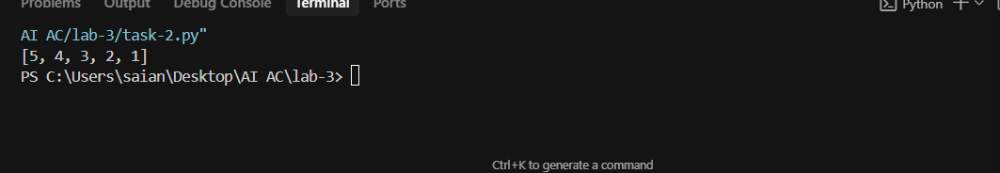 Problems Output Debug Console Terminal Ports Python
AI AC/lab-3/task-2.py"
[5, 4, 3, 2, 1]
PS C:\Users\saian\Desktop\AI AC\lab-3>
Ctrl+K to generate a command